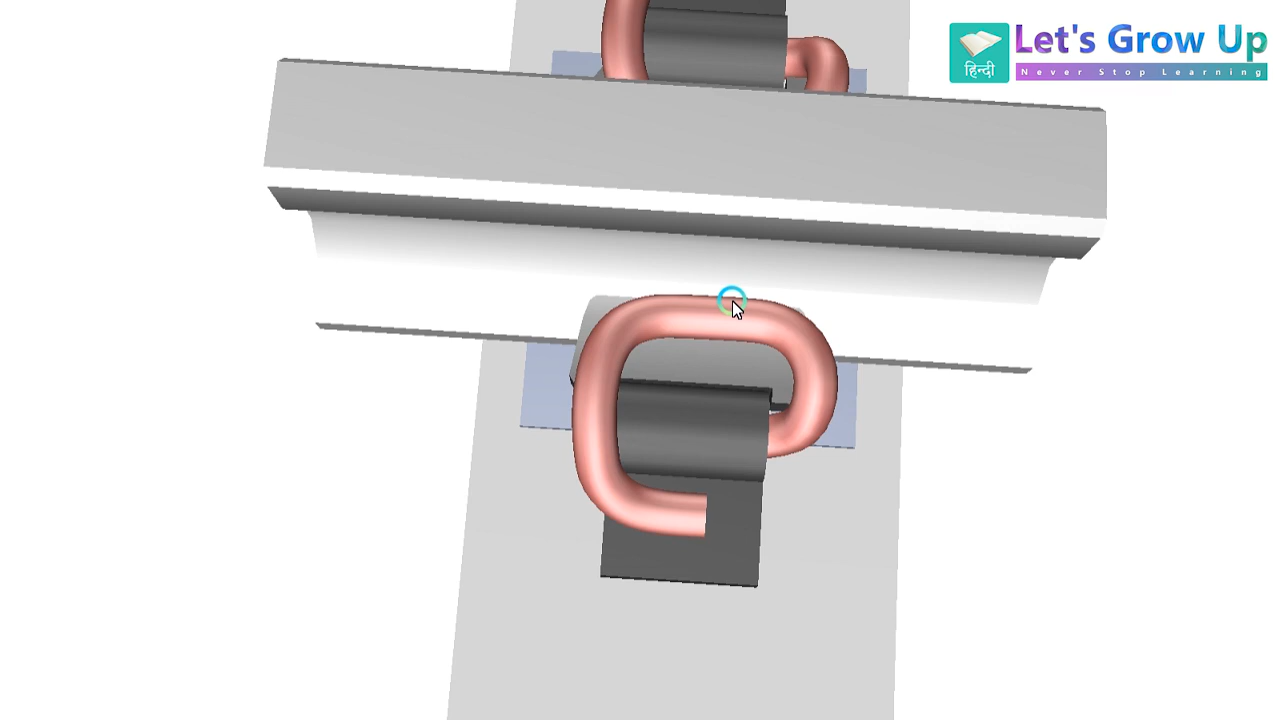 Let's Grow Up
हिन्दी
Never Stop Learning